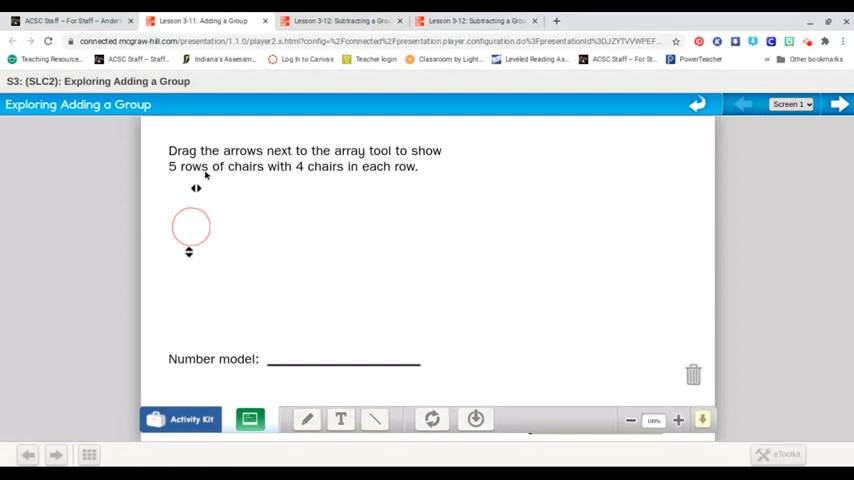 ACSC Staff – For Staff – Anders
Lesson 3-11: Adding a Group
Lesson 3-12: Subtracting a Grou
Lesson 3-12: Subtracting a Grou
connected.mcgraw-hill.com/presentation/1.1.0/player2.x.html?config=%2Fconnected%2Fpresentation.player.configuration.do%3FpresentationId%3DJZYTVVWPEF...
Teaching Resource...
ACSC Staff – Staff...
Indiana's Assessm...
Log In to Canvas
Teacher login
Classroom by Light...
Leveled Reading As...
ACSC Staff – For St...
PowerTeacher
»
Other bookmarks
S3: (SLC2): Exploring Adding a Group
Exploring Adding a Group
Screen 1
Drag the arrows next to the array tool to show
5 rows of chairs with 4 chairs in each row.
Number model:
Activity Kit
T
100%
eToolkit